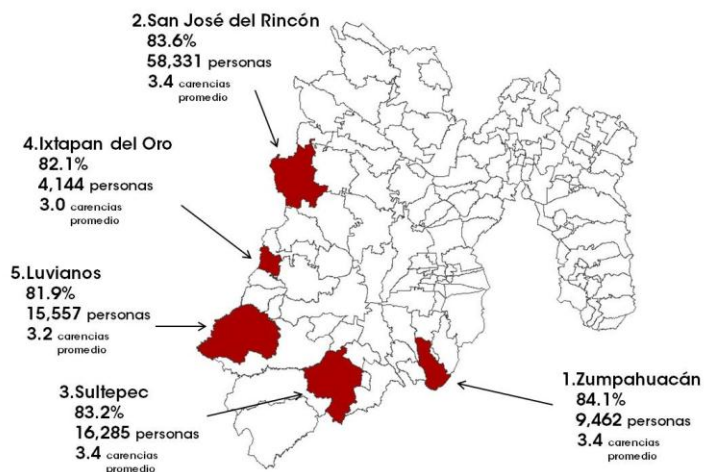 2.San José del Rincón
83.6%
58,331 personas
3.4 carencias
promedio
4.Ixtapan del Oro
82.1%
4,144 personas
3.0 carencias
promedio
5.Luvianos
81.9%
15,557 personas
3.2 carencias
promedio
3.Sultepec
83.2%
16,285 personas
3.4 carencias
promedio
1.Zumpahuacán
84.1%
9,462 personas
3.4 carencias
promedio